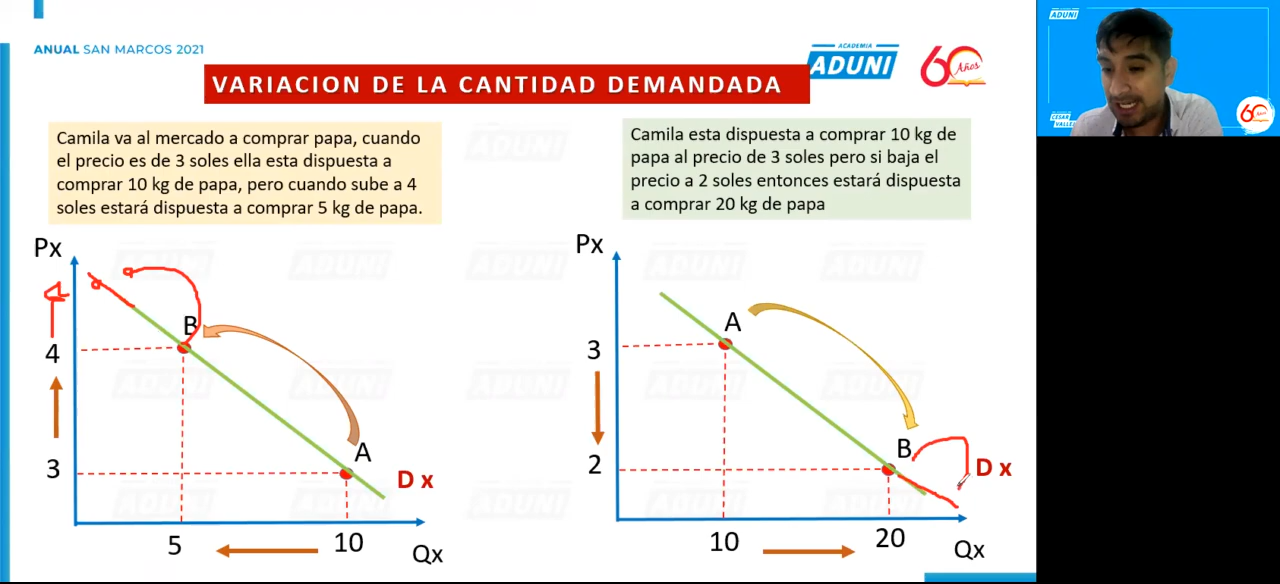 ANUAL SAN MARCOS 2021
ACADEMIA
ADUNI
60 Años
VARIACION DE LA CANTIDAD DEMANDADA
Camila va al mercado a comprar papa, cuando
el precio es de 3 soles ella esta dispuesta a
comprar 10 kg de papa, pero cuando sube a 4
soles estará dispuesta a comprar 5 kg de papa.
Px
B
4
A
3
D x
5
10
Qx
Camila esta dispuesta a comprar 10 kg de
papa al precio de 3 soles pero si baja el
precio a 2 soles entonces estará dispuesta
a comprar 20 kg de papa
Px
A
3
B
2
D x
10
20
Qx
ADUNI
CESAR
VALLEJO
60